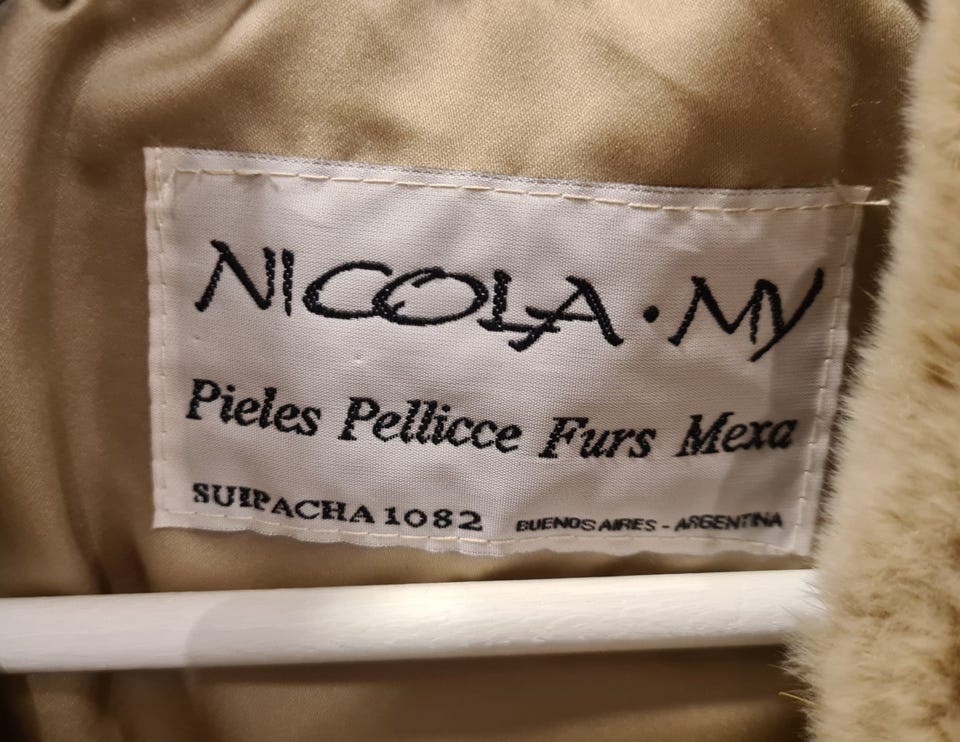 NICOLA·MY
Pieles Pellicce Furs Mexa
SUIPACHA 1082 BUENOS AIRES - ARGENTINA